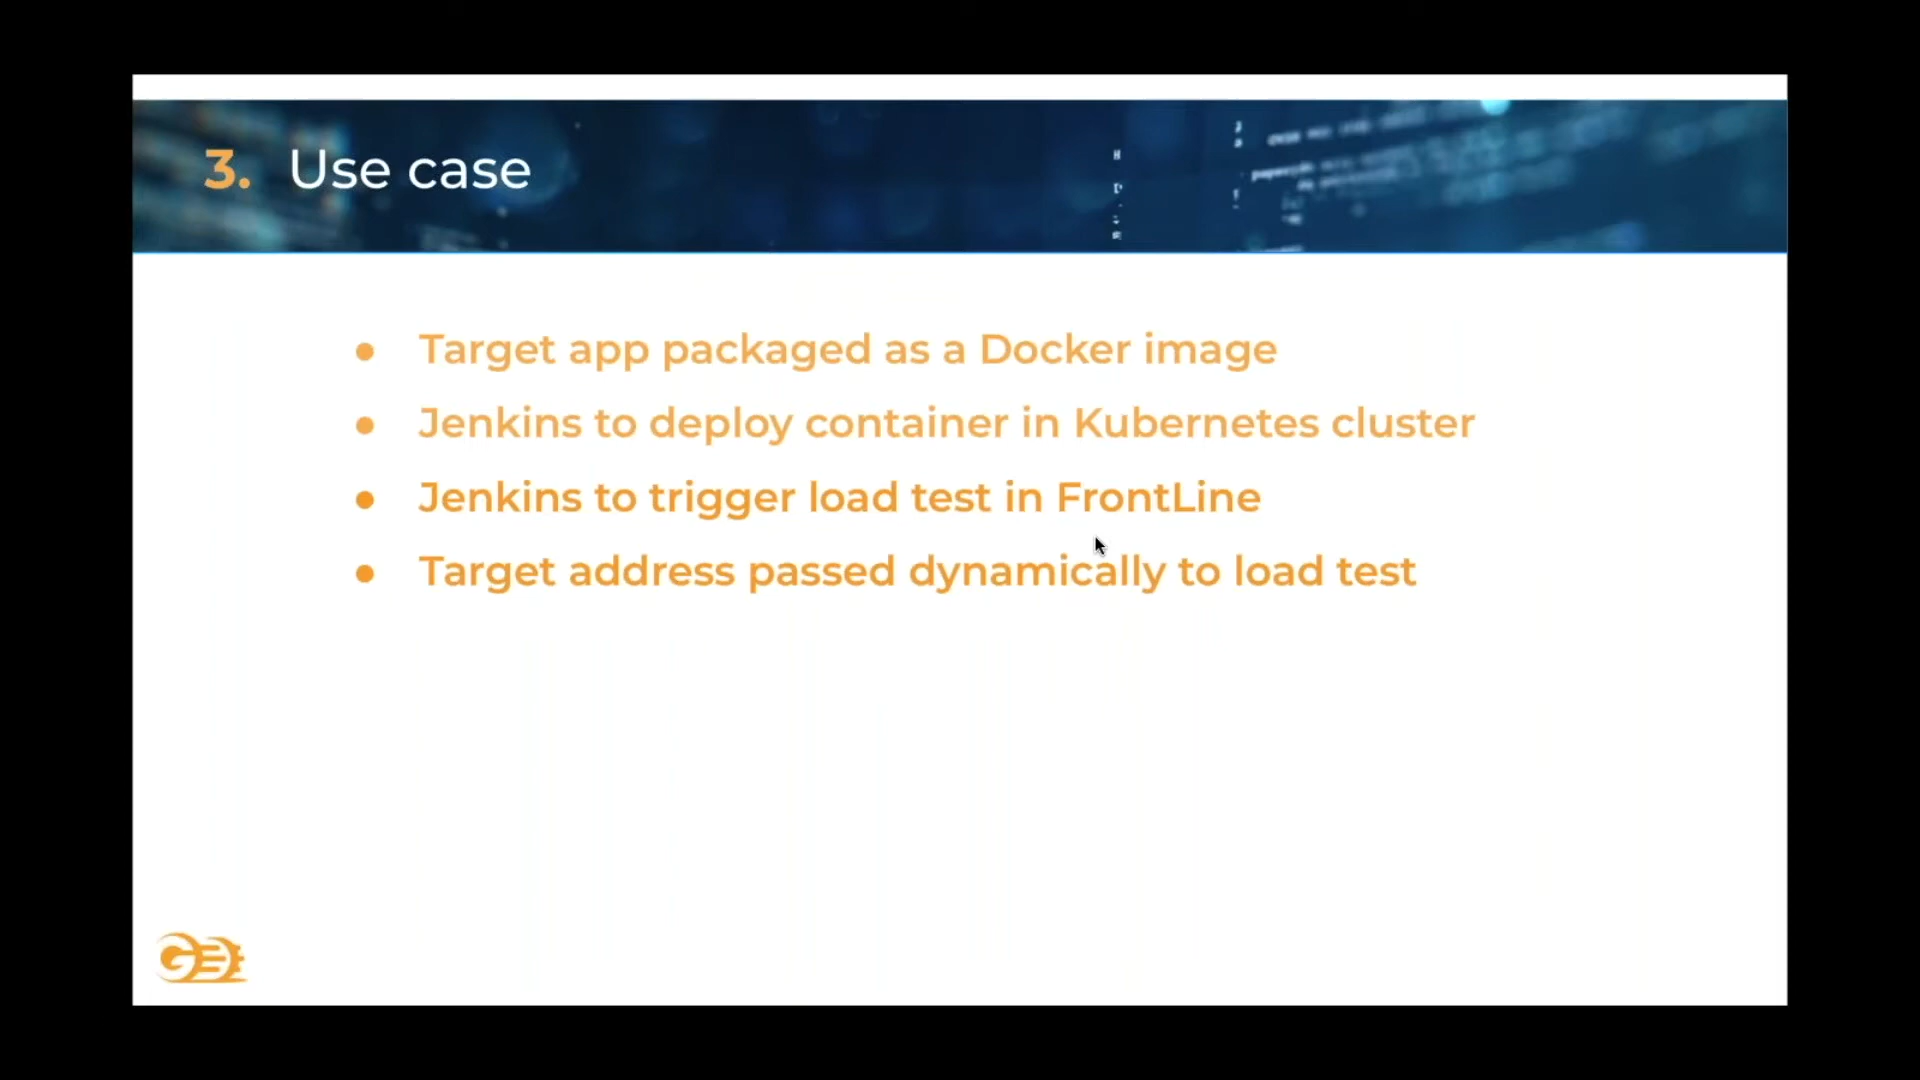 3. Use case
● Target app packaged as a Docker image
● Jenkins to deploy container in Kubernetes cluster
● Jenkins to trigger load test in FrontLine
● Target address passed dynamically to load test